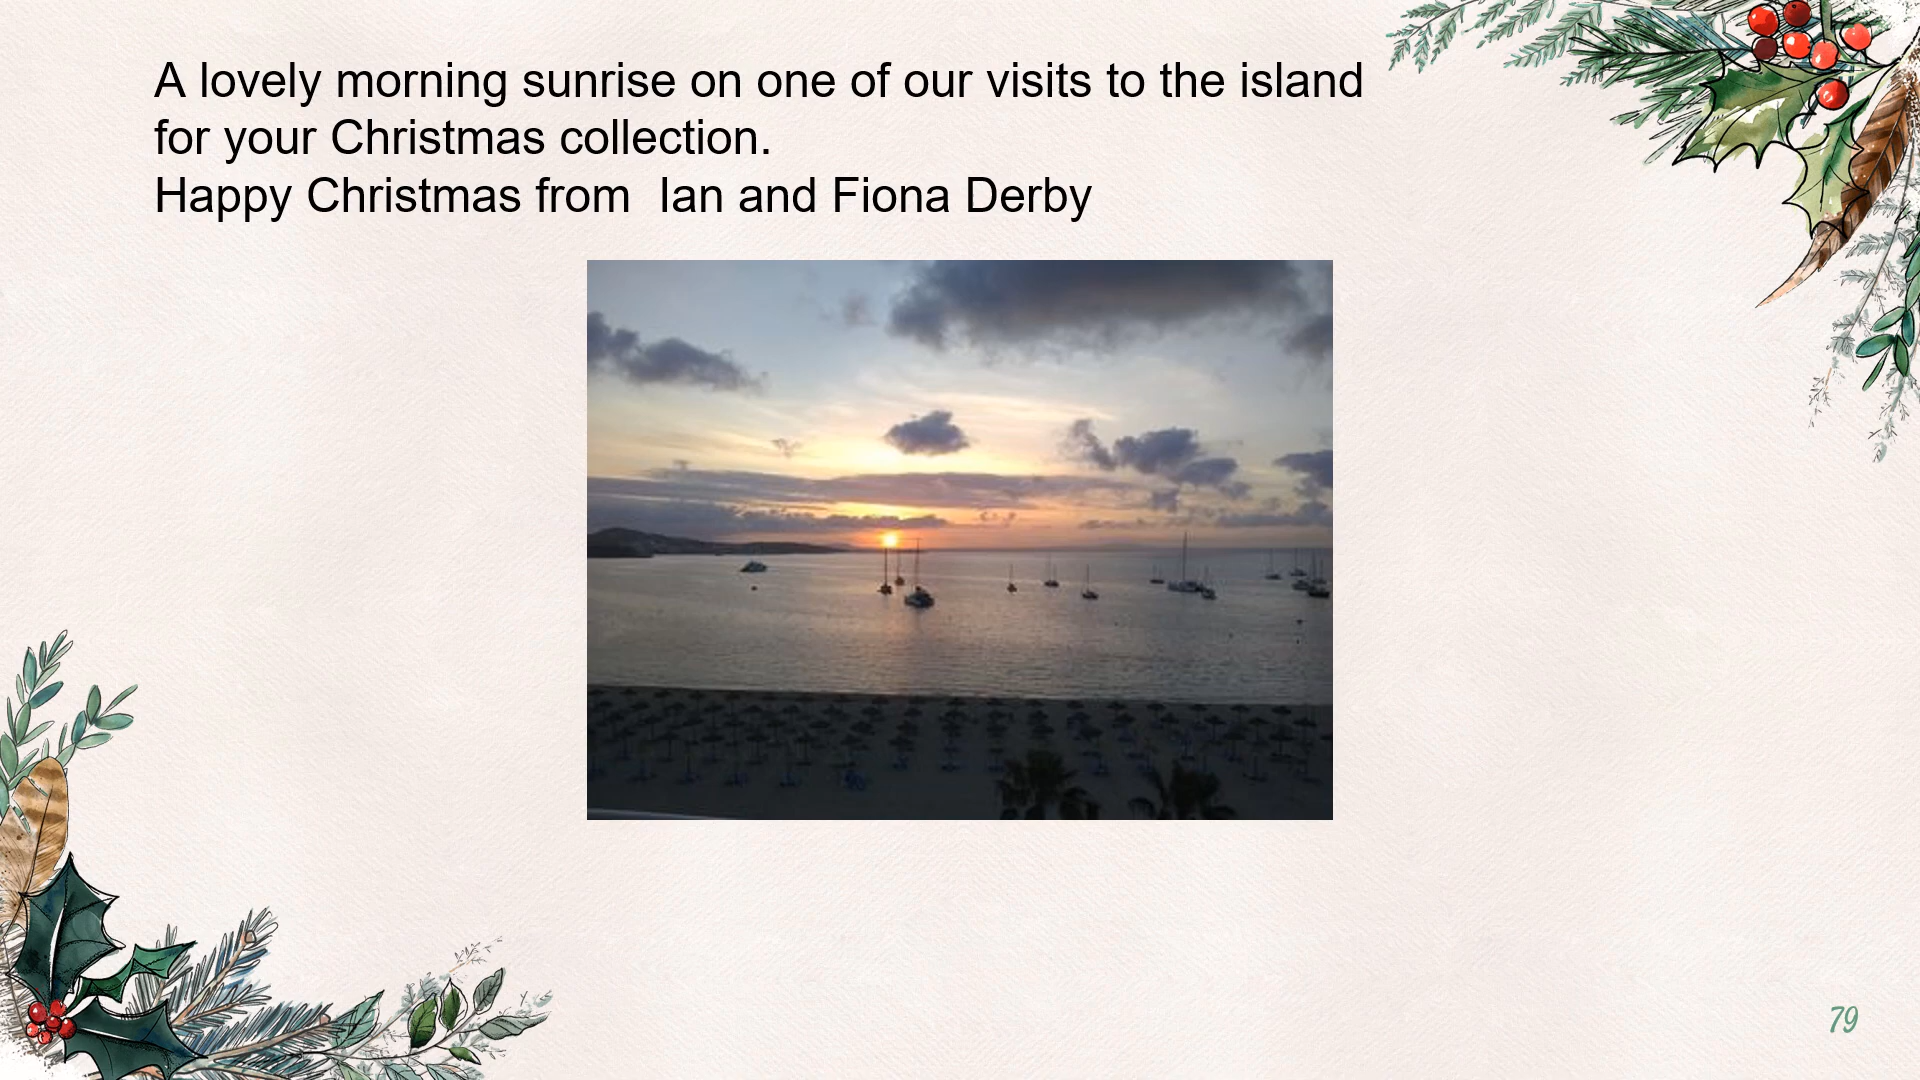 A lovely morning sunrise on one of our visits to the island
for your Christmas collection.
Happy Christmas from  Ian and Fiona Derby
79